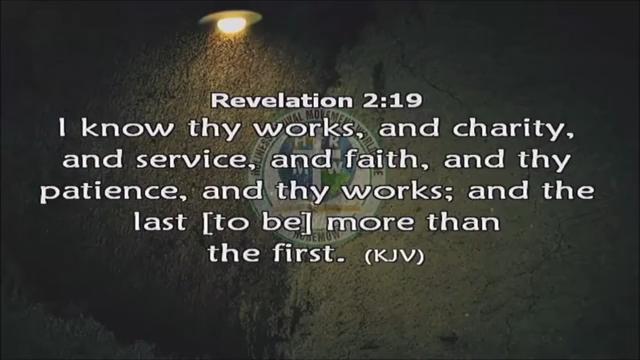 Revelation 2:19
I know thy works, and charity,
and service, and faith, and thy
patience, and thy works; and the
last [to be] more than
the first. (KJV)